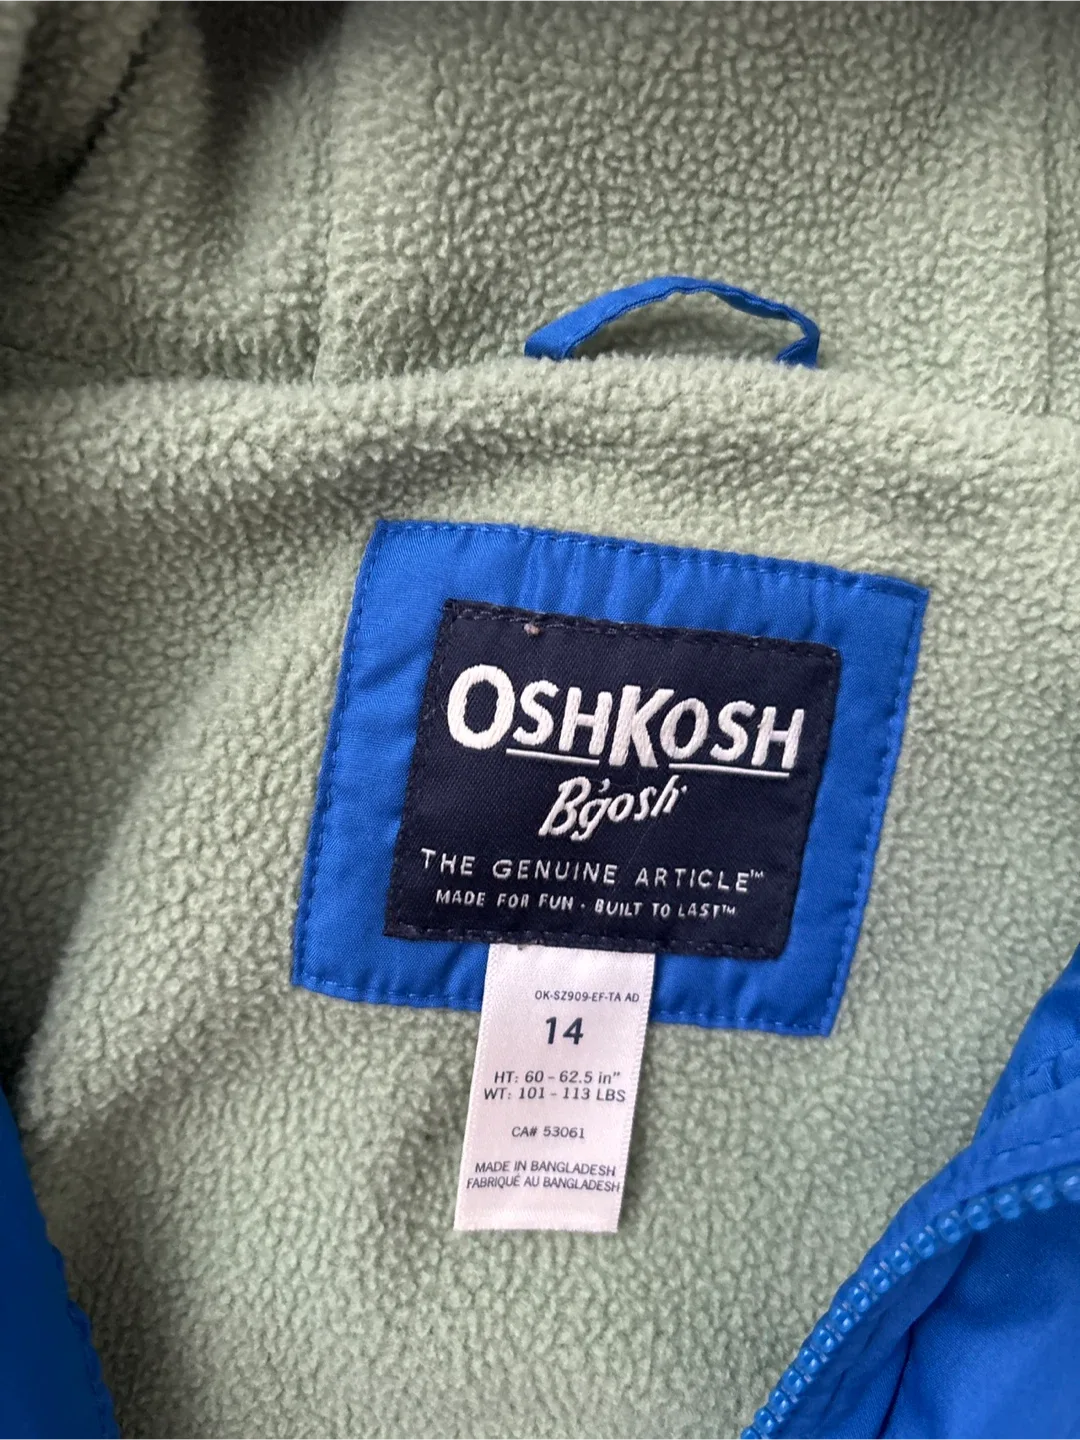 OSHKOSH
B'gosh
THE GENUINE ARTICLE™
MADE FOR FUN · BUILT TO LAST™
OK-SZ909-EF-TA AD
14
HT: 60 - 62.5 in"
WT: 101 - 113 LBS
CA# 53061
MADE IN BANGLADESH
FABRIQUÉ AU BANGLADESH